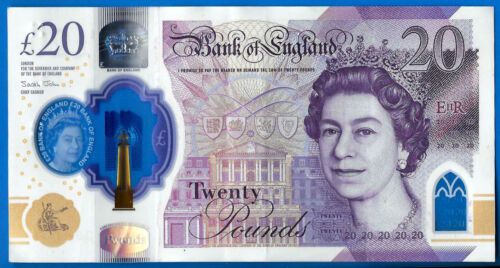 £20
LONDON
FOR THE GOVERNOR AND COMPANY
OF THE BANK OF ENGLAND
Sarah John
CHIEF CASHIER
BANK OF ENGLAND
Bank of England
I PROMISE TO PAY THE BEARER ON DEMAND THE SUM OF TWENTY POUNDS
20
EIIR
20 20 20
£20 BANK OF ENGLAND £20 BANK OF ENGLAND
£
Twenty
Pounds
Twenty
TWENTY
20 20 20 20 20